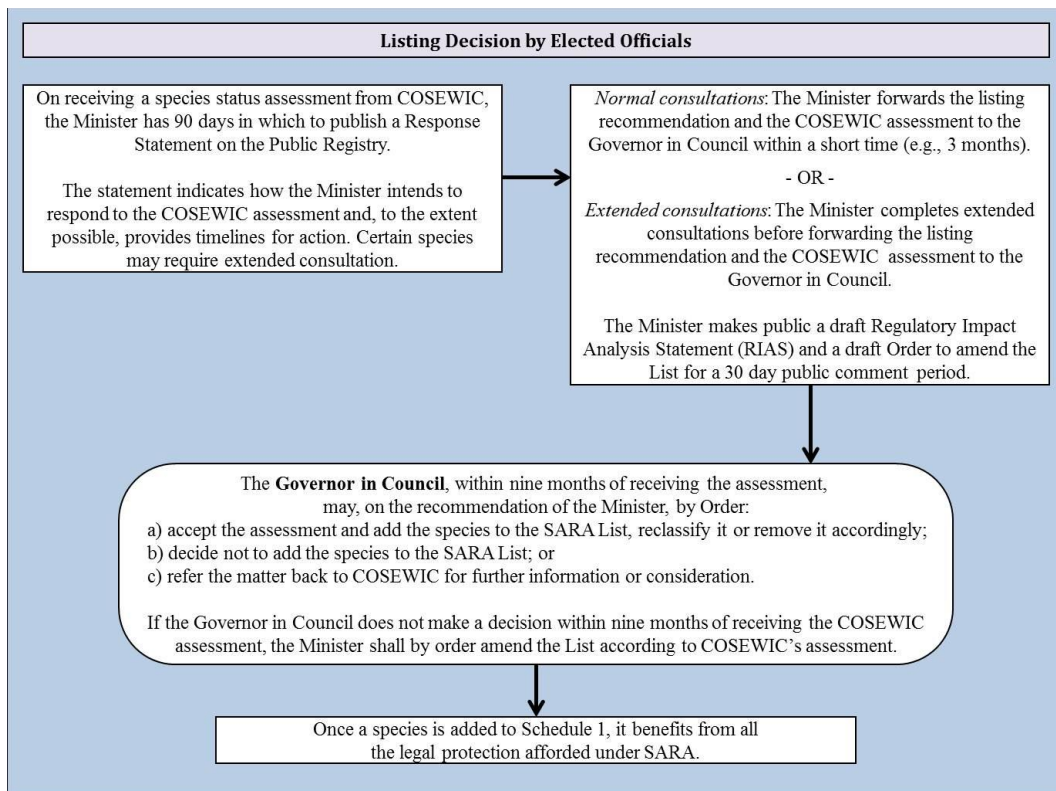 Listing Decision by Elected Officials
On receiving a species status assessment from COSEWIC,
the Minister has 90 days in which to publish a Response
Statement on the Public Registry.
The statement indicates how the Minister intends to
respond to the COSEWIC assessment and, to the extent
possible, provides timelines for action. Certain species
may require extended consultation.
Normal consultations: The Minister forwards the listing
recommendation and the COSEWIC assessment to the
Governor in Council within a short time (e.g., 3 months).
- OR -
Extended consultations: The Minister completes extended
consultations before forwarding the listing
recommendation and the COSEWIC assessment to the
Governor in Council.
The Minister makes public a draft Regulatory Impact
Analysis Statement (RIAS) and a draft Order to amend the
List for a 30 day public comment period.
The Governor in Council, within nine months of receiving the assessment,
may, on the recommendation of the Minister, by Order:
a) accept the assessment and add the species to the SARA List, reclassify it or remove it accordingly;
b) decide not to add the species to the SARA List; or
c) refer the matter back to COSEWIC for further information or consideration.
If the Governor in Council does not make a decision within nine months of receiving the COSEWIC
assessment, the Minister shall by order amend the List according to COSEWIC's assessment.
Once a species is added to Schedule 1, it benefits from all
the legal protection afforded under SARA.